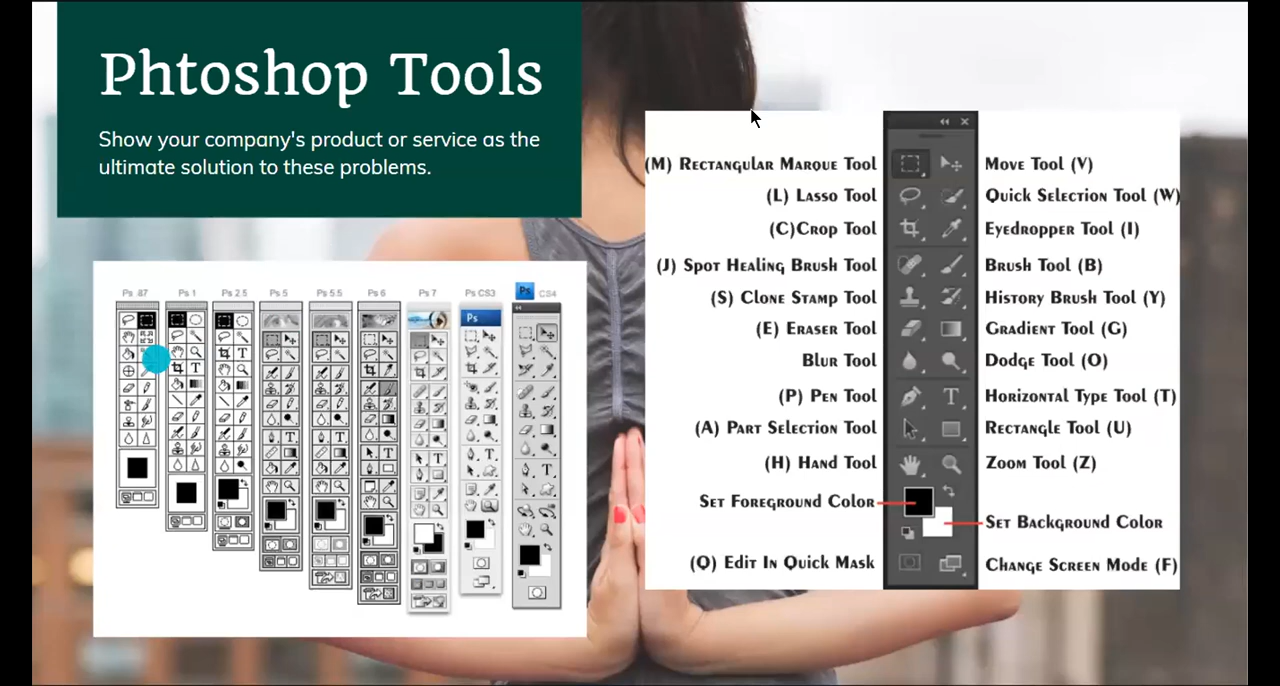 Phtoshop Tools
Show your company's product or service as the
ultimate solution to these problems.
Ps .87 Ps 1 Ps 2.5 Ps 5 Ps 5.5 Ps 6 Ps 7 Ps CS3 Ps CS4
Ps
(M) Rectangular Marque Tool
Move Tool (V)
(L) Lasso Tool
Quick Selection Tool (W)
(C)Crop Tool
Eyedropper Tool (I)
(J) Spot Healing Brush Tool
Brush Tool (B)
(S) Clone Stamp Tool
History Brush Tool (Y)
(E) Eraser Tool
Gradient Tool (G)
Blur Tool
Dodge Tool (O)
(P) Pen Tool
Horizontal Type Tool (T)
(A) Part Selection Tool
Rectangle Tool (U)
(H) Hand Tool
Zoom Tool (Z)
Set Foreground Color
Set Background Color
(Q) Edit In Quick Mask
Change Screen Mode (F)